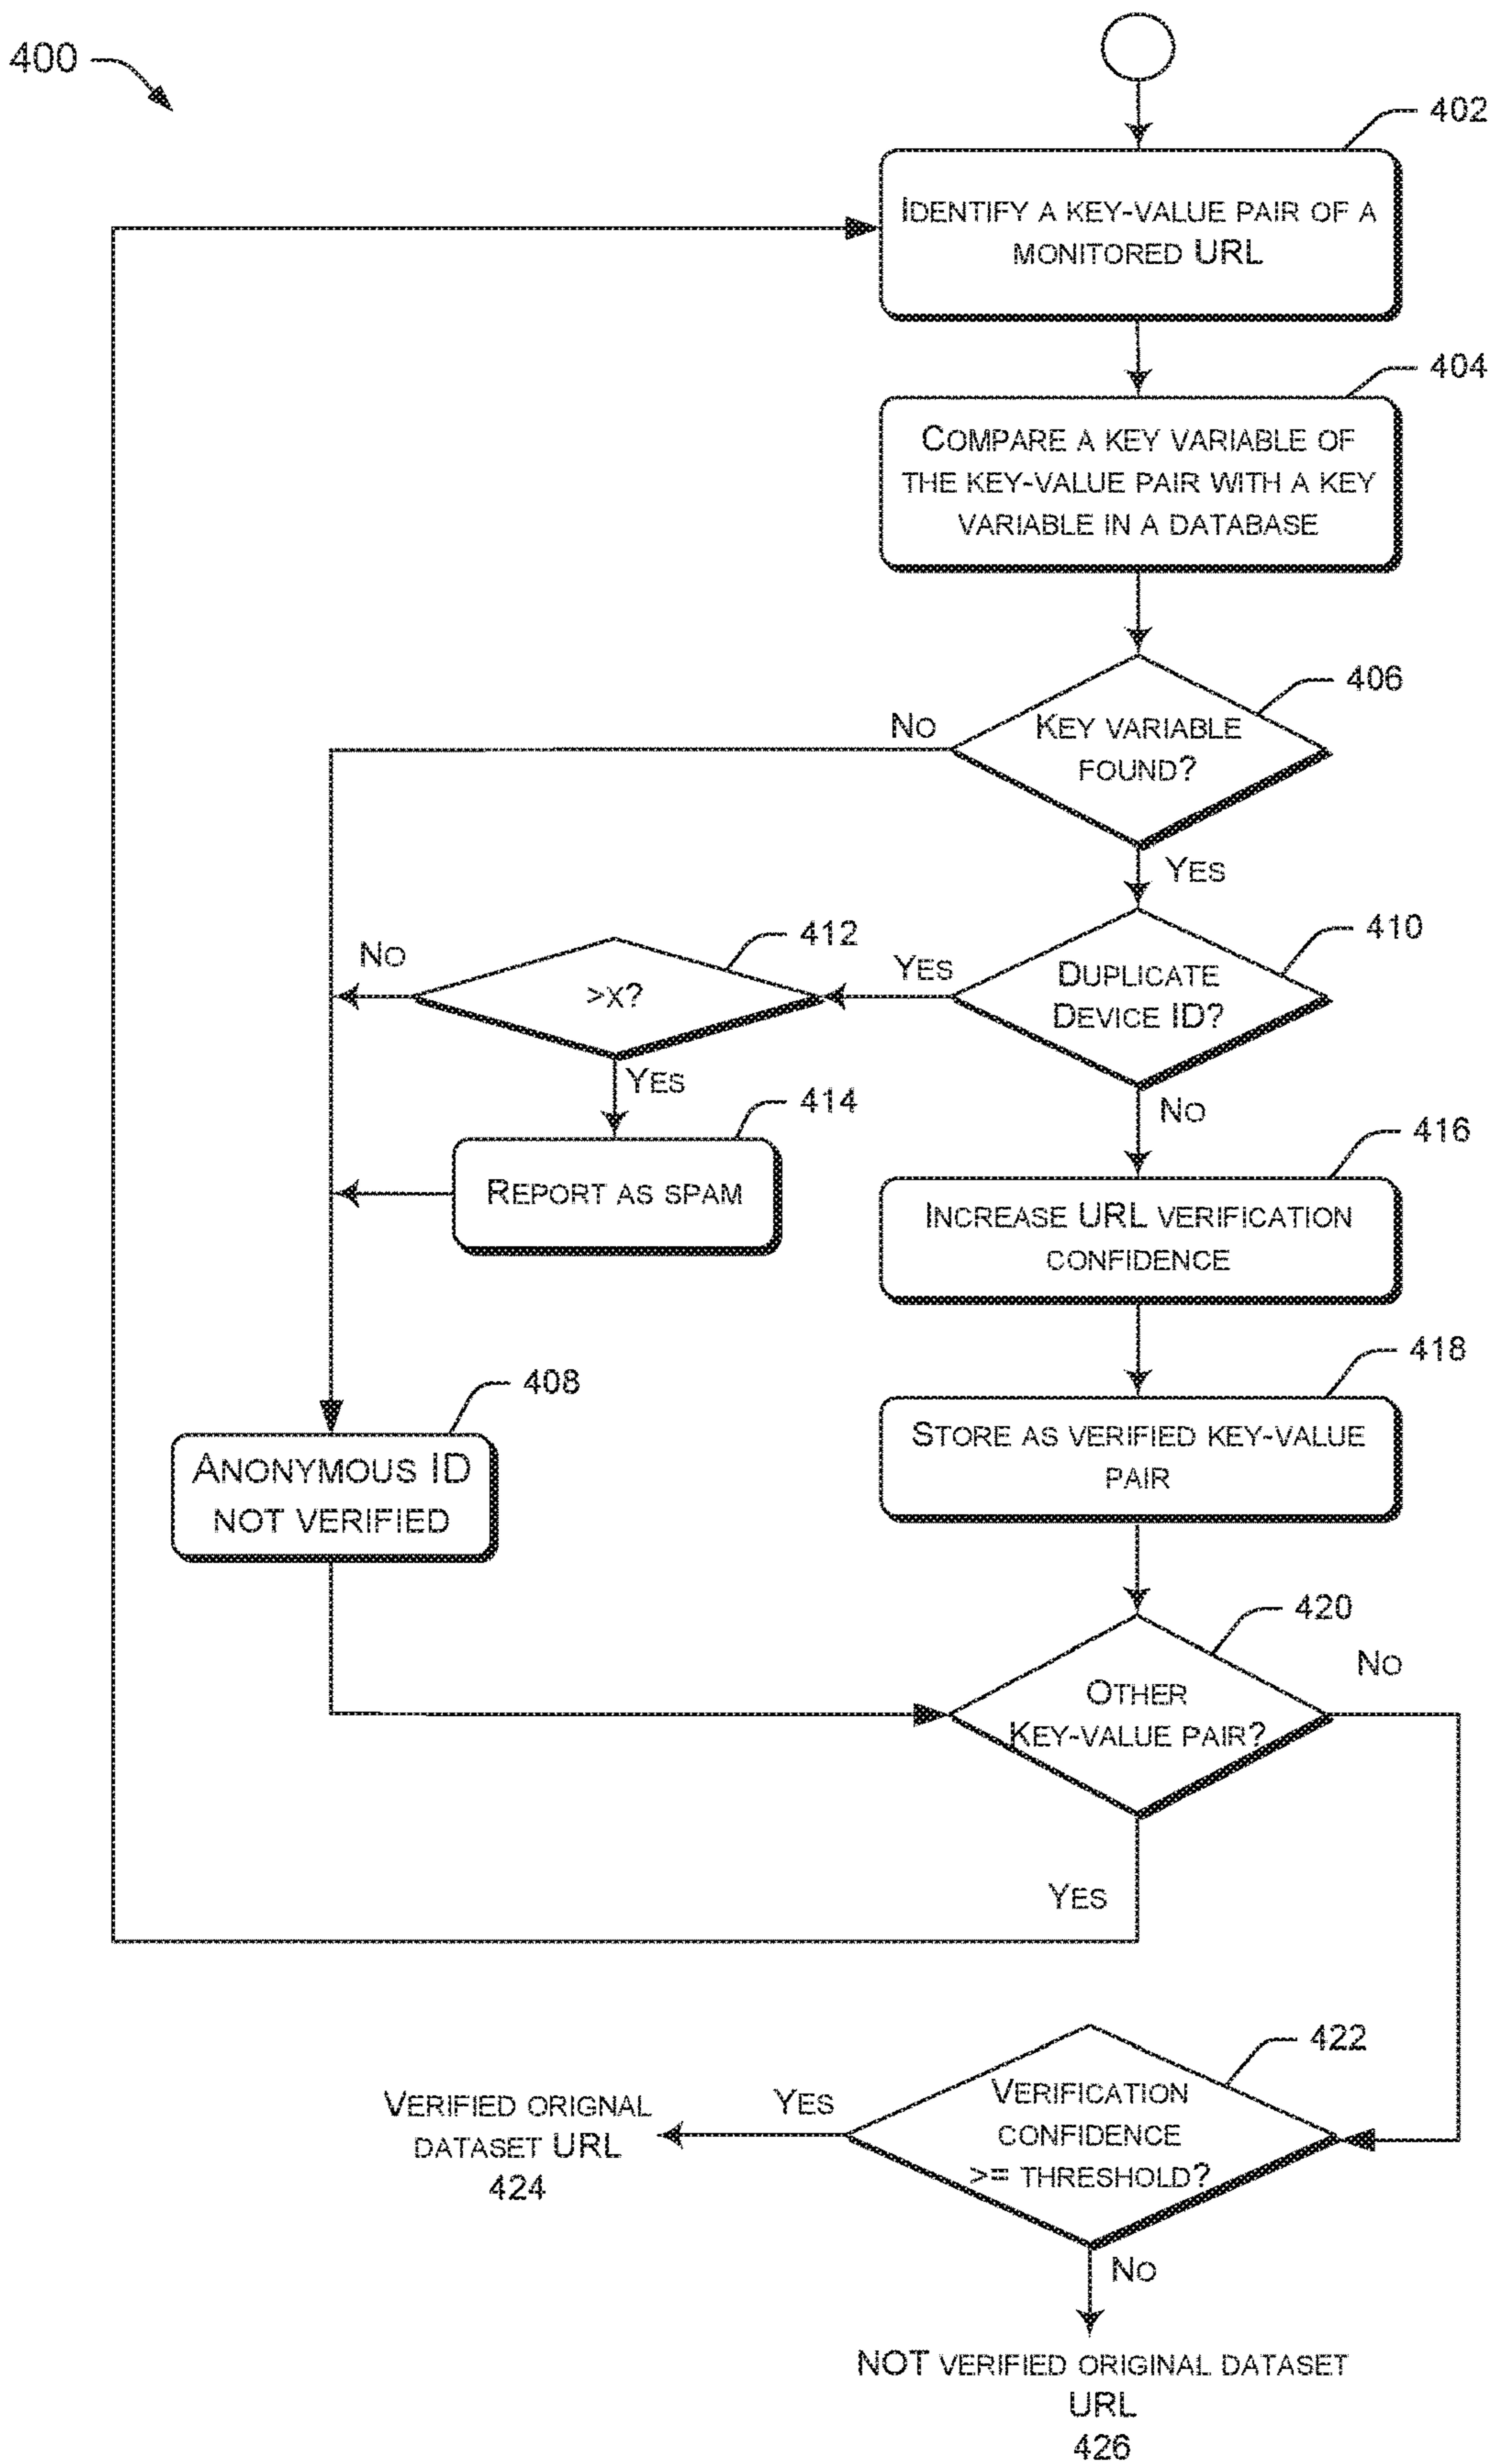 400
402
IDENTIFY A KEY-VALUE PAIR OF A
MONITORED URL
404
COMPARE A KEY VARIABLE OF
THE KEY-VALUE PAIR WITH A KEY
VARIABLE IN A DATABASE
406
KEY VARIABLE
FOUND?
NO
YES
410
DUPLICATE
DEVICE ID?
YES
412
>X?
NO
YES
414
REPORT AS SPAM
NO
416
INCREASE URL VERIFICATION
CONFIDENCE
418
STORE AS VERIFIED KEY-VALUE
PAIR
408
ANONYMOUS ID
NOT VERIFIED
420
OTHER
KEY-VALUE PAIR?
NO
YES
422
VERIFICATION
CONFIDENCE
>= THRESHOLD?
YES
VERIFIED ORIGNAL
DATASET URL
424
NO
NOT VERIFIED ORIGINAL DATASET
URL
426